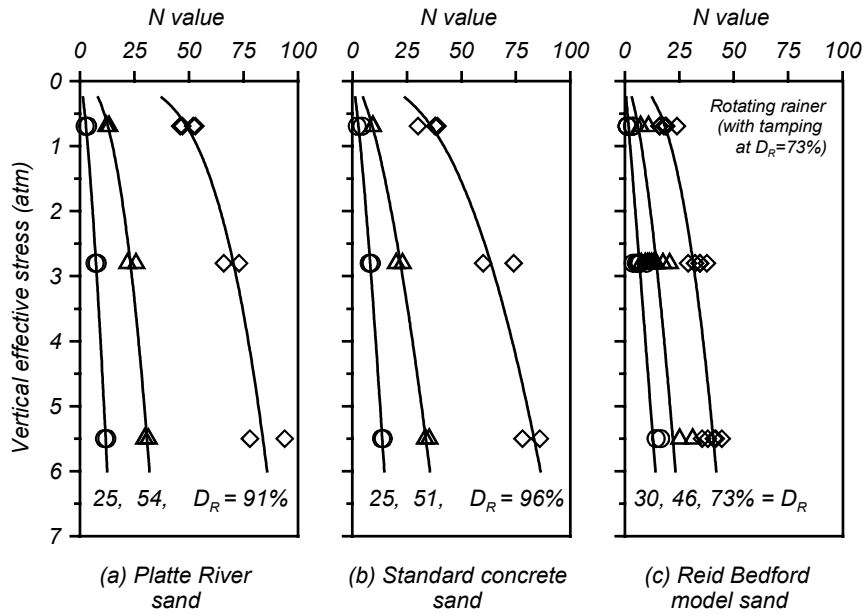 N value
N value
N value
0 25 50 75 100
0 25 50 75 100
0 25 50 75 100
0
1
2
3
4
5
6
7
Vertical effective stress (atm)
Rotating rainer
(with tamping
at D_R=73%)
25, 54, D_R = 91%
25, 51, D_R = 96%
30, 46, 73% = D_R
(a) Platte River
sand
(b) Standard concrete
sand
(c) Reid Bedford
model sand